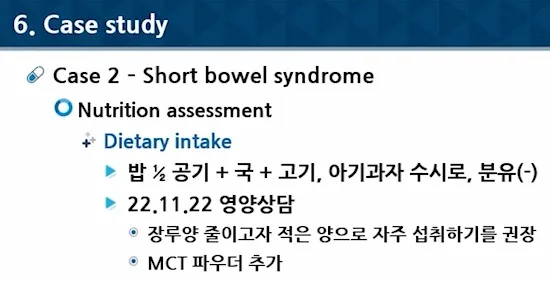 6. Case study
Case 2 - Short bowel syndrome
Nutrition assessment
Dietary intake
밥 ½ 공기 + 국 + 고기, 아기과자 수시로, 분유(-)
22.11.22 영양상담
장루양 줄이고자 적은 양으로 자주 섭취하기를 권장
MCT 파우더 추가